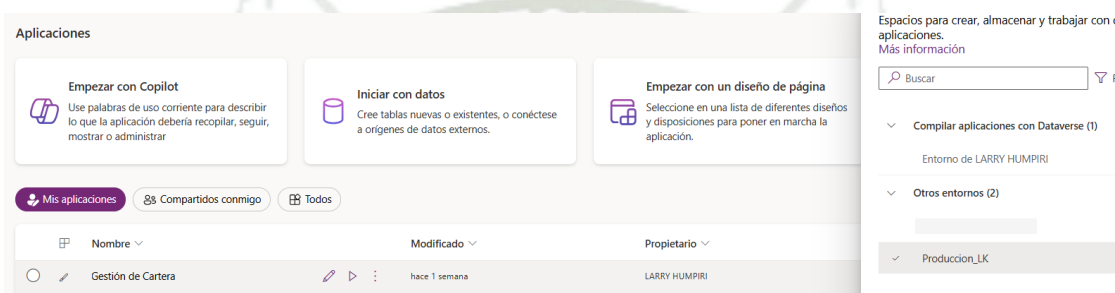 Aplicaciones
Empezar con Copilot
Use palabras de uso corriente para describir
lo que la aplicación debería recopilar, seguir,
mostrar o administrar
Iniciar con datos
Cree tablas nuevas o existentes, o conéctese
a orígenes de datos externos.
Empezar con un diseño de página
Seleccione en una lista de diferentes diseños
y disposiciones para poner en marcha la
aplicación.
Mis aplicaciones
Compartidos conmigo
Todos
Nombre
Modificado
Propietario
Gestión de Cartera
hace 1 semana
LARRY HUMPIRI
Espacios para crear, almacenar y trabajar con
aplicaciones.
Más información
Buscar
Compilar aplicaciones con Dataverse (1)
Entorno de LARRY HUMPIRI
Otros entornos (2)
Produccion_LK